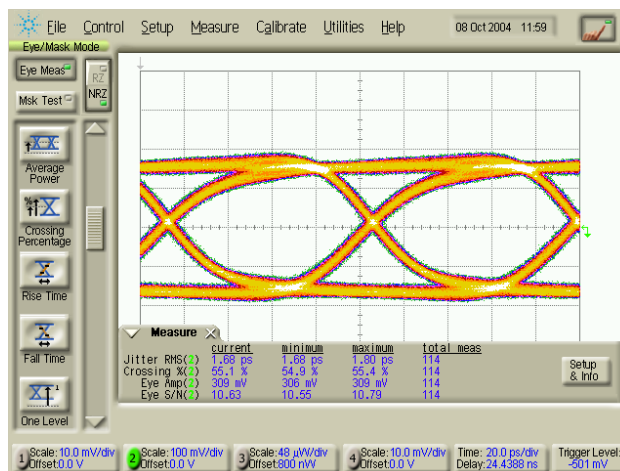 File Control Setup Measure Calibrate Utilities Help 08 Oct 2004 11:59
Eye/Mask Mode
Eye Meas
RZ
NRZ
Msk Test
Average
Power
Crossing
Percentage
Rise Time
Fall Time
One Level
Measure
current minimum maximum total meas
Jitter RMS(2) 1.68 ps 1.68 ps 1.80 ps 114
Crossing %(2) 55.1 % 54.9 % 55.4 % 114
Eye Amp(2) 309 mV 306 mV 309 mV 114
Eye S/N(2) 10.63 10.55 10.79 114
Setup
& Info
1 Scale: 10.0 mV/div 2 Scale: 100 mV/div 3 Scale: 48 µW/div 4 Scale: 10.0 mV/div Time: 20.0 ps/div Trigger Level:
Offset:0.0 V Offset:0.0 V Offset:800 nW Offset:0.0 V Delay:24.4388 ns -501 mV